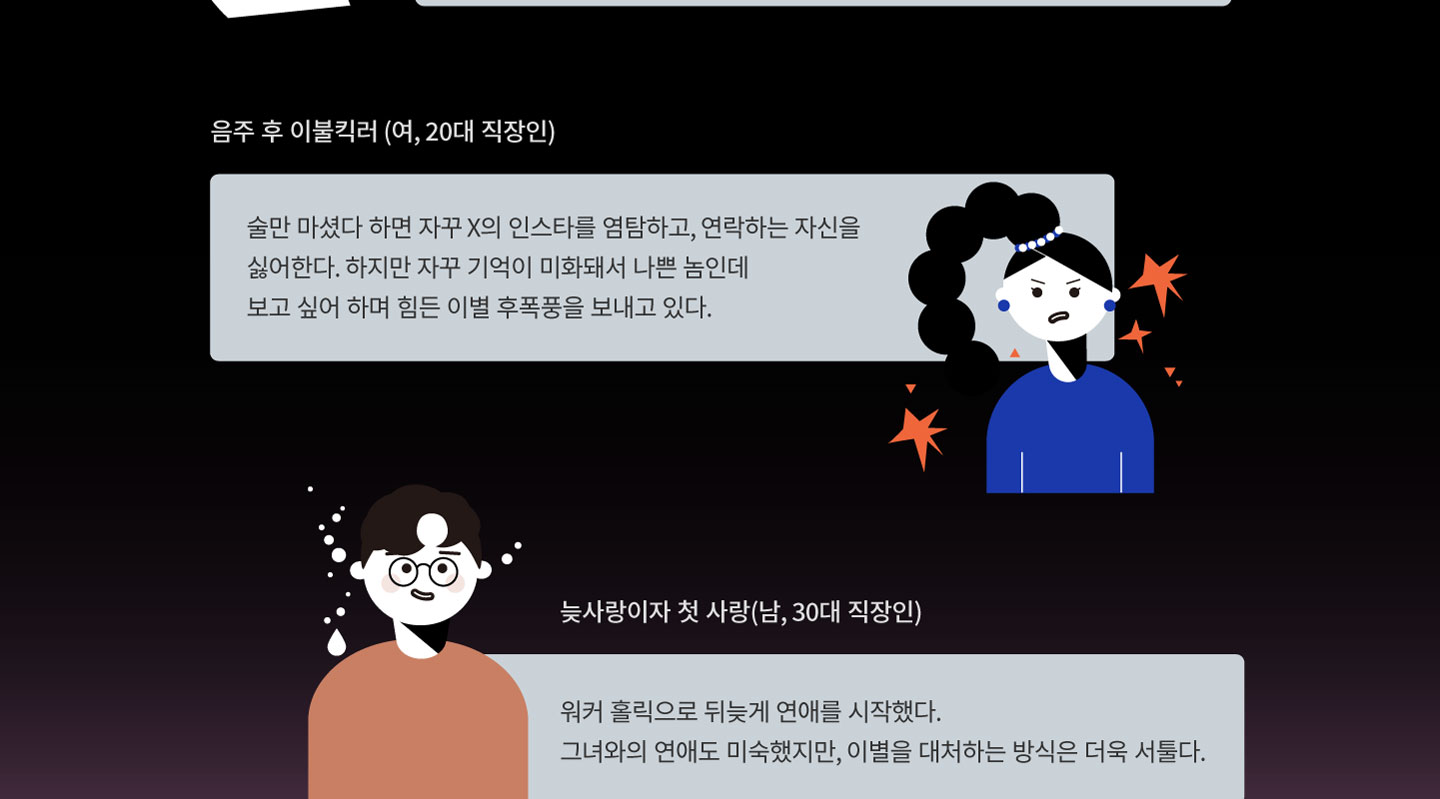 음주 후 이불킥러 (여, 20대 직장인)
술만 마셨다 하면 자꾸 X의 인스타를 염탐하고, 연락하는 자신을
싫어한다. 하지만 자꾸 기억이 미화돼서 나쁜 놈인데
보고 싶어 하며 힘든 이별 후폭풍을 보내고 있다.
늦사랑이자 첫 사랑(남, 30대 직장인)
워커 홀릭으로 뒤늦게 연애를 시작했다.
그녀와의 연애도 미숙했지만, 이별을 대처하는 방식은 더욱 서툴다.